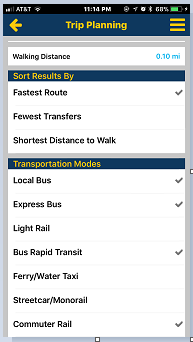 AT&T 11:14 PM 68%
Trip Planning
Walking Distance 0.10 mi
Sort Results By
Fastest Route
Fewest Transfers
Shortest Distance to Walk
Transportation Modes
Local Bus
Express Bus
Light Rail
Bus Rapid Transit
Ferry/Water Taxi
Streetcar/Monorail
Commuter Rail